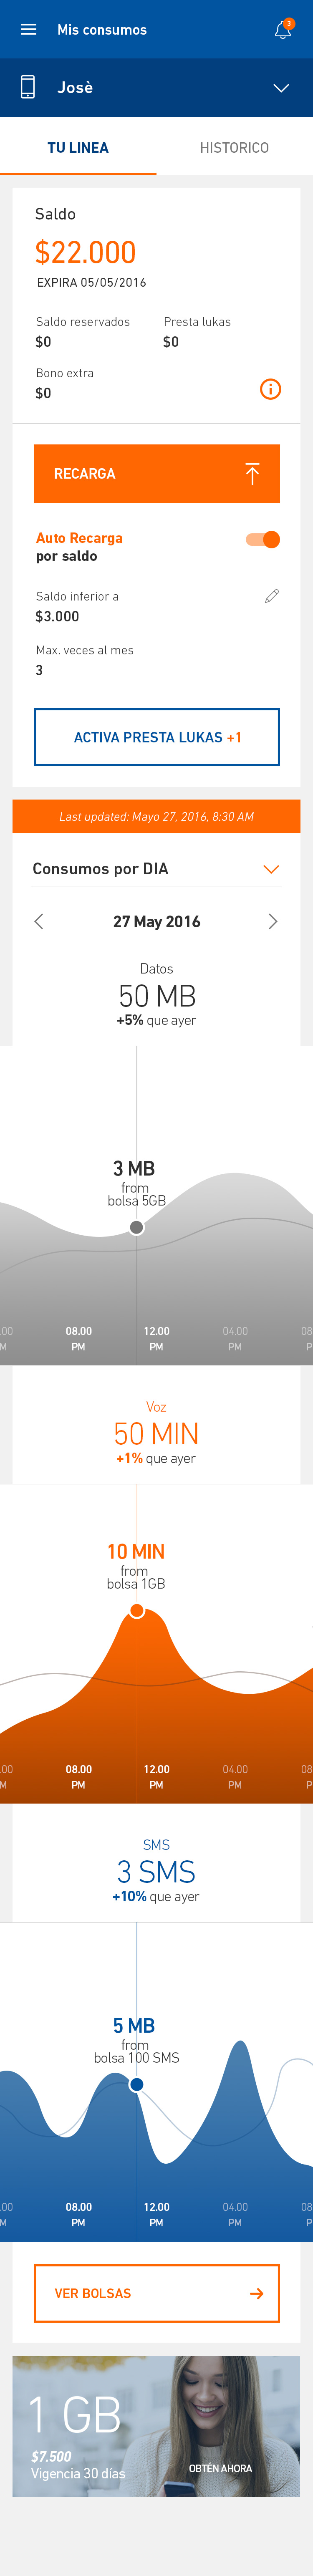 Mis consumos
3
Josè
TU LINEA HISTORICO
Saldo
$22.000
EXPIRA 05/05/2016
Saldo reservados Presta lukas
$0 $0
Bono extra
$0
RECARGA
Auto Recarga
por saldo
Saldo inferior a
$3.000
Max. veces al mes
3
ACTIVA PRESTA LUKAS +1
Last updated: Mayo 27, 2016, 8:30 AM
Consumos por DIA
27 May 2016
Datos
50 MB
+5% que ayer
3 MB
from
bolsa 5GB
.00 08.00 12.00 04.00 08
M PM PM PM P
Voz
50 MIN
+1% que ayer
10 MIN
from
bolsa 1GB
.00 08.00 12.00 04.00 08
M PM PM PM P
SMS
3 SMS
+10% que ayer
5 MB
from
bolsa 100 SMS
.00 08.00 12.00 04.00 08
M PM PM PM P
VER BOLSAS
1 GB
$7.500
Vigencia 30 días
OBTÉN AHORA